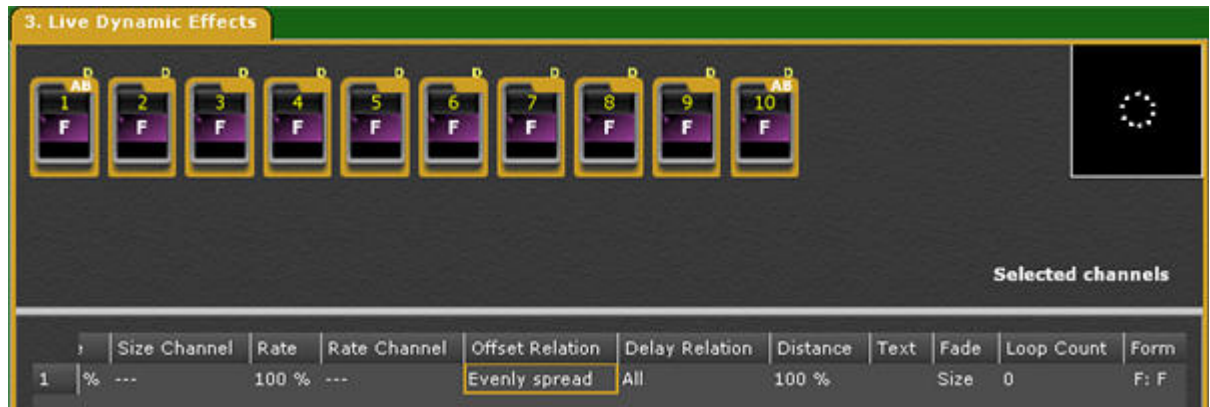 3. Live Dynamic Effects
D D D D D D D D D D
AB AB
1 2 3 4 5 6 7 8 9 10
F F F F F F F F F F
Selected channels
Size Channel Rate Rate Channel Offset Relation Delay Relation Distance Text Fade Loop Count Form
1 % --- 100 % --- Evenly spread All 100 % Size 0 F: F